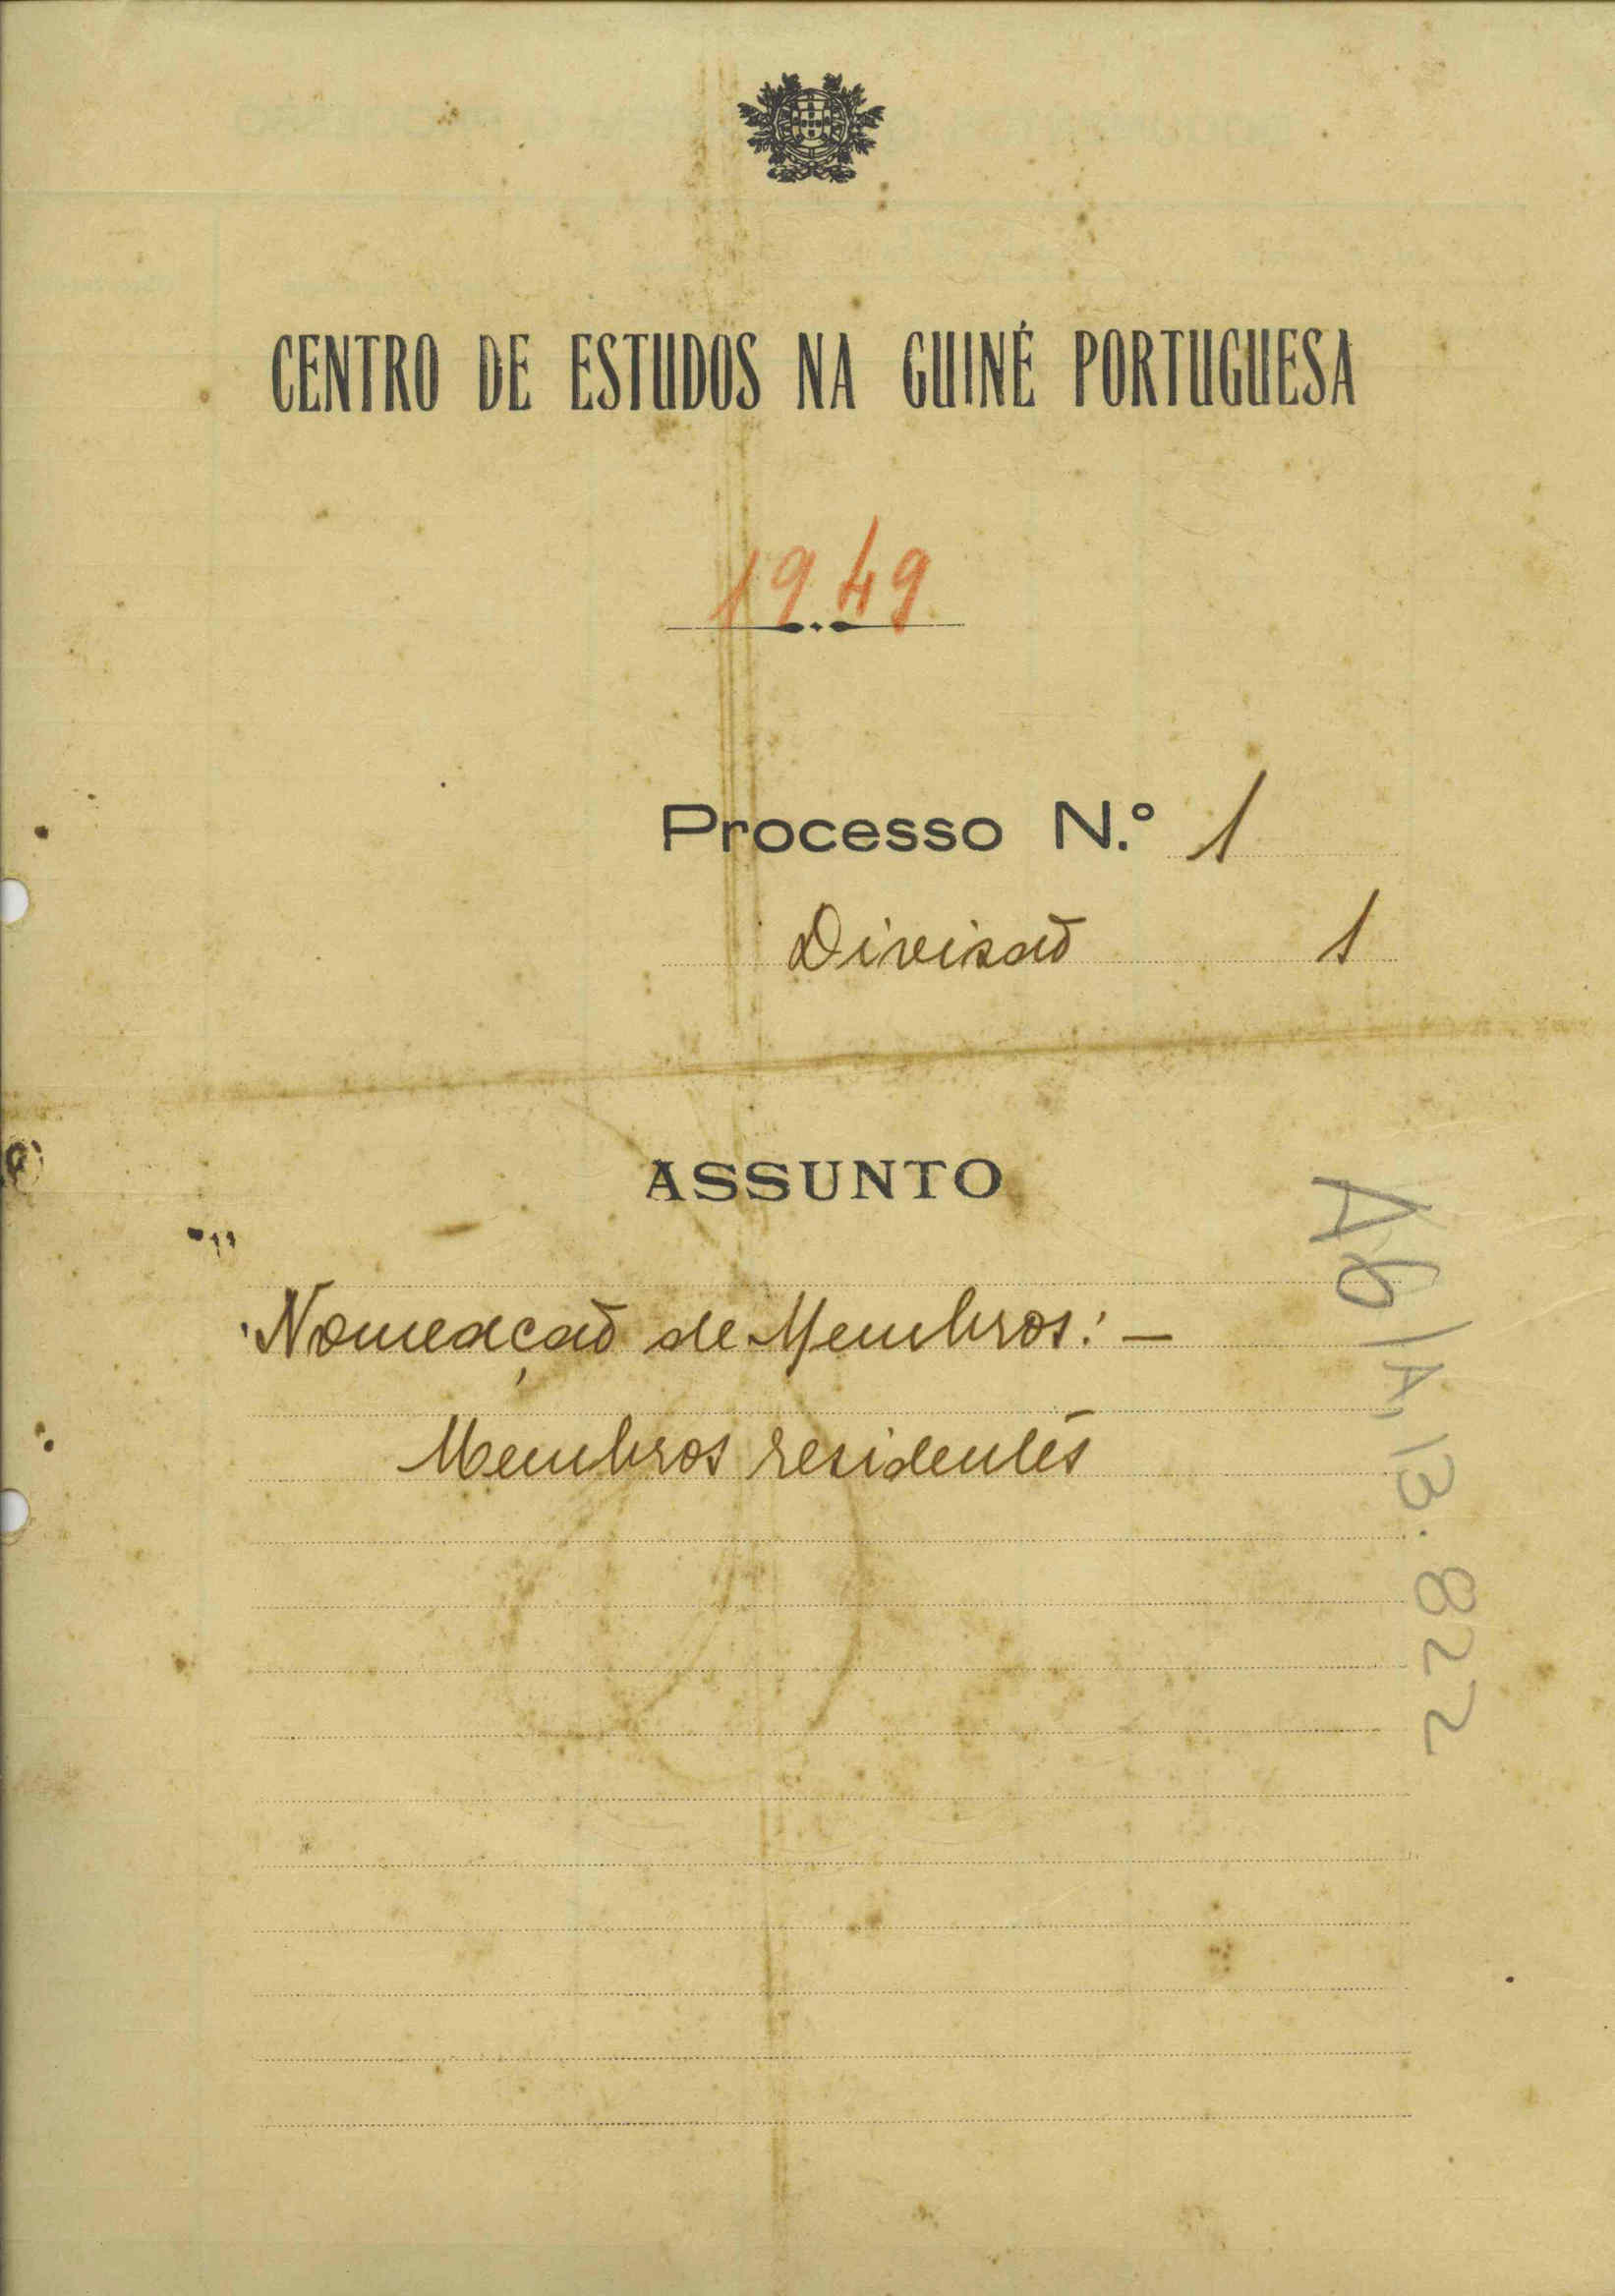 CENTRO DE ESTUDOS NA GUINÉ PORTUGUESA
1949
Processo N.º 1
Divisão 1
ASSUNTO
Nomeação de Membros: —
Membros residentes
A6/A,13.822